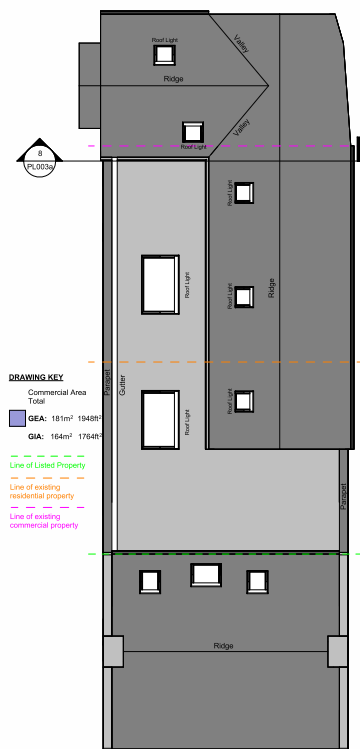 Roof Light
Valley
Ridge
Valley
Roof Light
8
PL003a
Roof Light
Roof Light
Roof Light
Ridge
Parapet
Gutter
Roof Light
Roof Light
DRAWING KEY
Commercial Area
Total
GEA: 181m² 1948ft²
GIA: 164m² 1764ft²
Line of Listed Property
Line of existing
residential property
Line of existing
commercial property
Parapet
Ridge